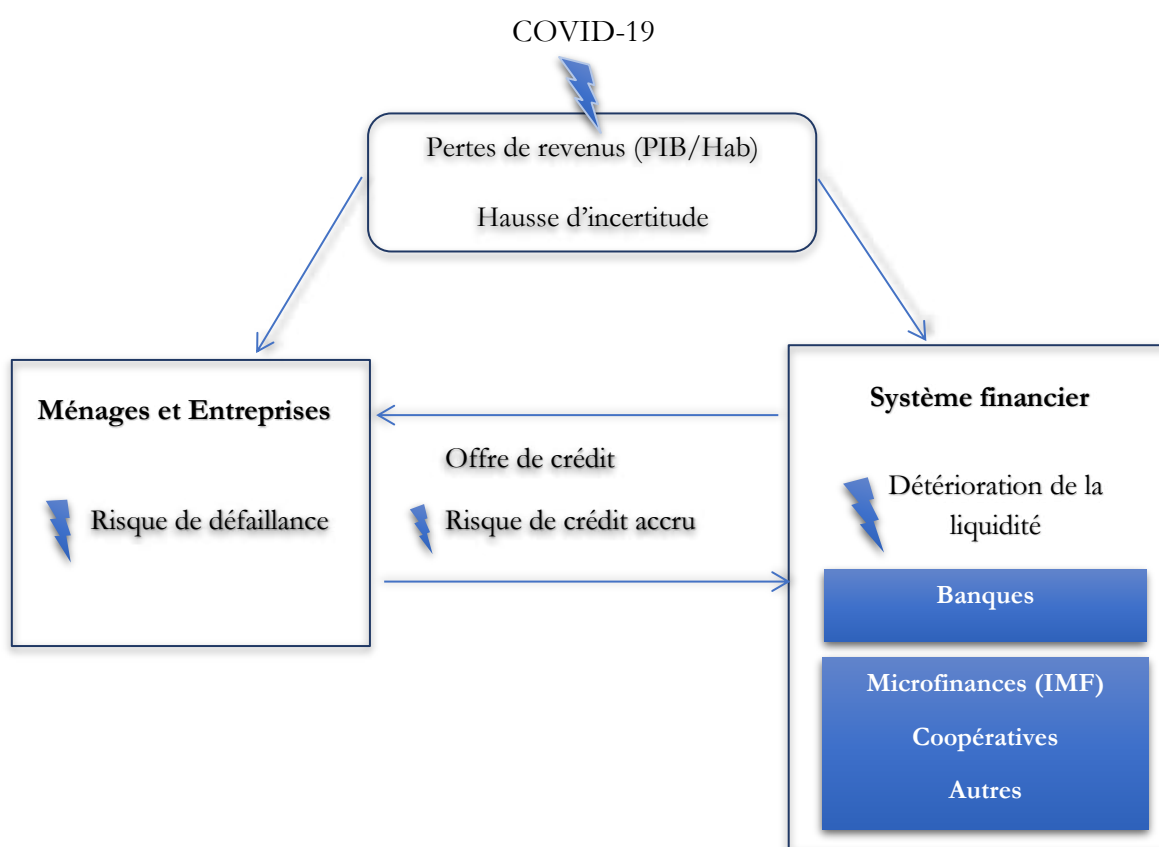 COVID-19
Pertes de revenus (PIB/Hab)
Hausse d’incertitude
Ménages et Entreprises
Risque de défaillance
Offre de crédit
Risque de crédit accru
Système financier
Détérioration de la
liquidité
Banques
Microfinances (IMF)
Coopératives
Autres